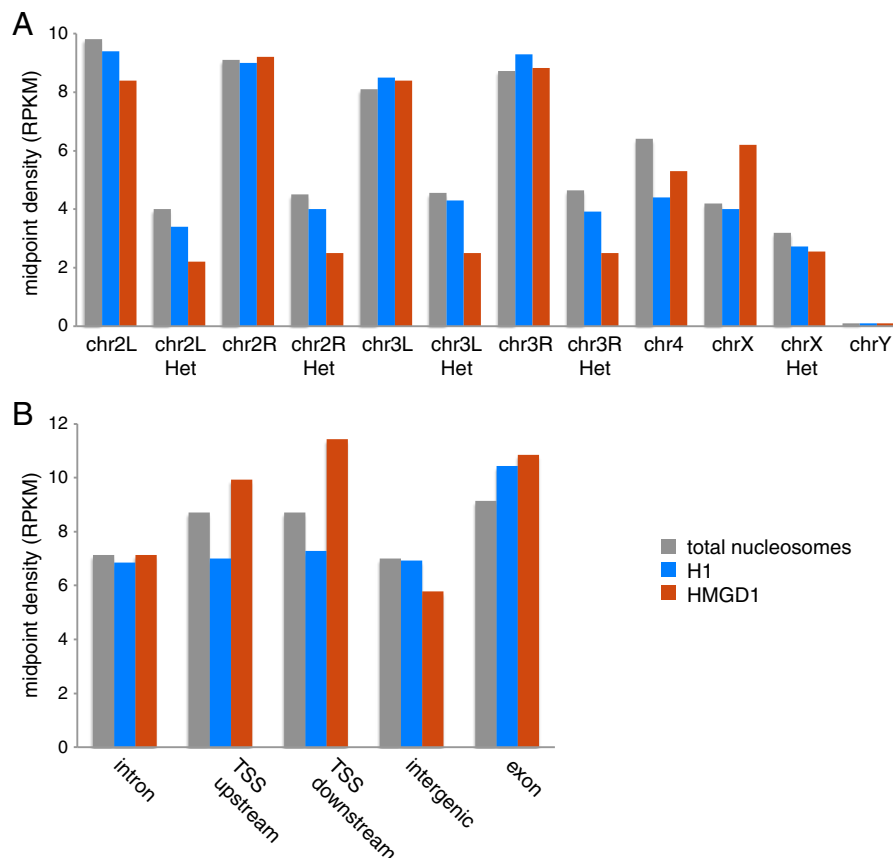 A
midpoint density (RPKM)
10
8
6
4
2
0
chr2L
chr2L
Het
chr2R
chr2R
Het
chr3L
chr3L
Het
chr3R
chr3R
Het
chr4
chrX
chrX
Het
chrY
B
midpoint density (RPKM)
12
10
8
6
4
2
0
intron
TSS
upstream
TSS
downstream
intergenic
exon
total nucleosomes
H1
HMGD1